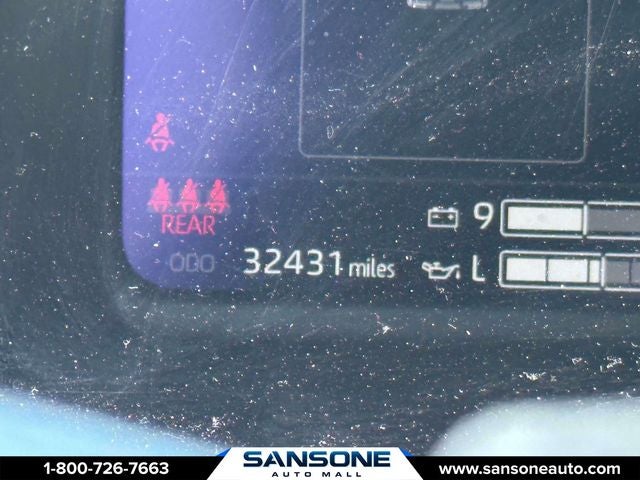 REAR
ODO 32431 miles
9
L
1-800-726-7663
SANSONE
AUTO MALL
www.sansoneauto.com